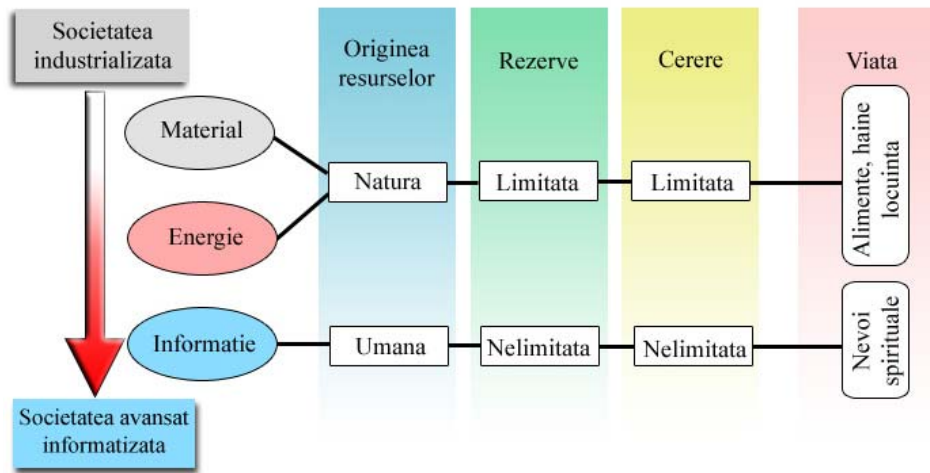 Societatea
industrializata
Originea
resurselor
Rezerve
Cerere
Viata
Material
Energie
Natura
Limitata
Limitata
Alimente, haine
locuinta
Informatie
Umana
Nelimitata
Nelimitata
Nevoi
spirituale
Societatea avansat
informatizata